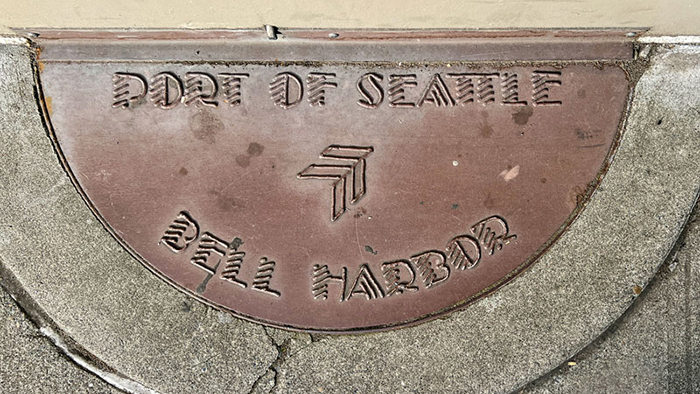 PORT OF SEATTLE
BELL HARBOR